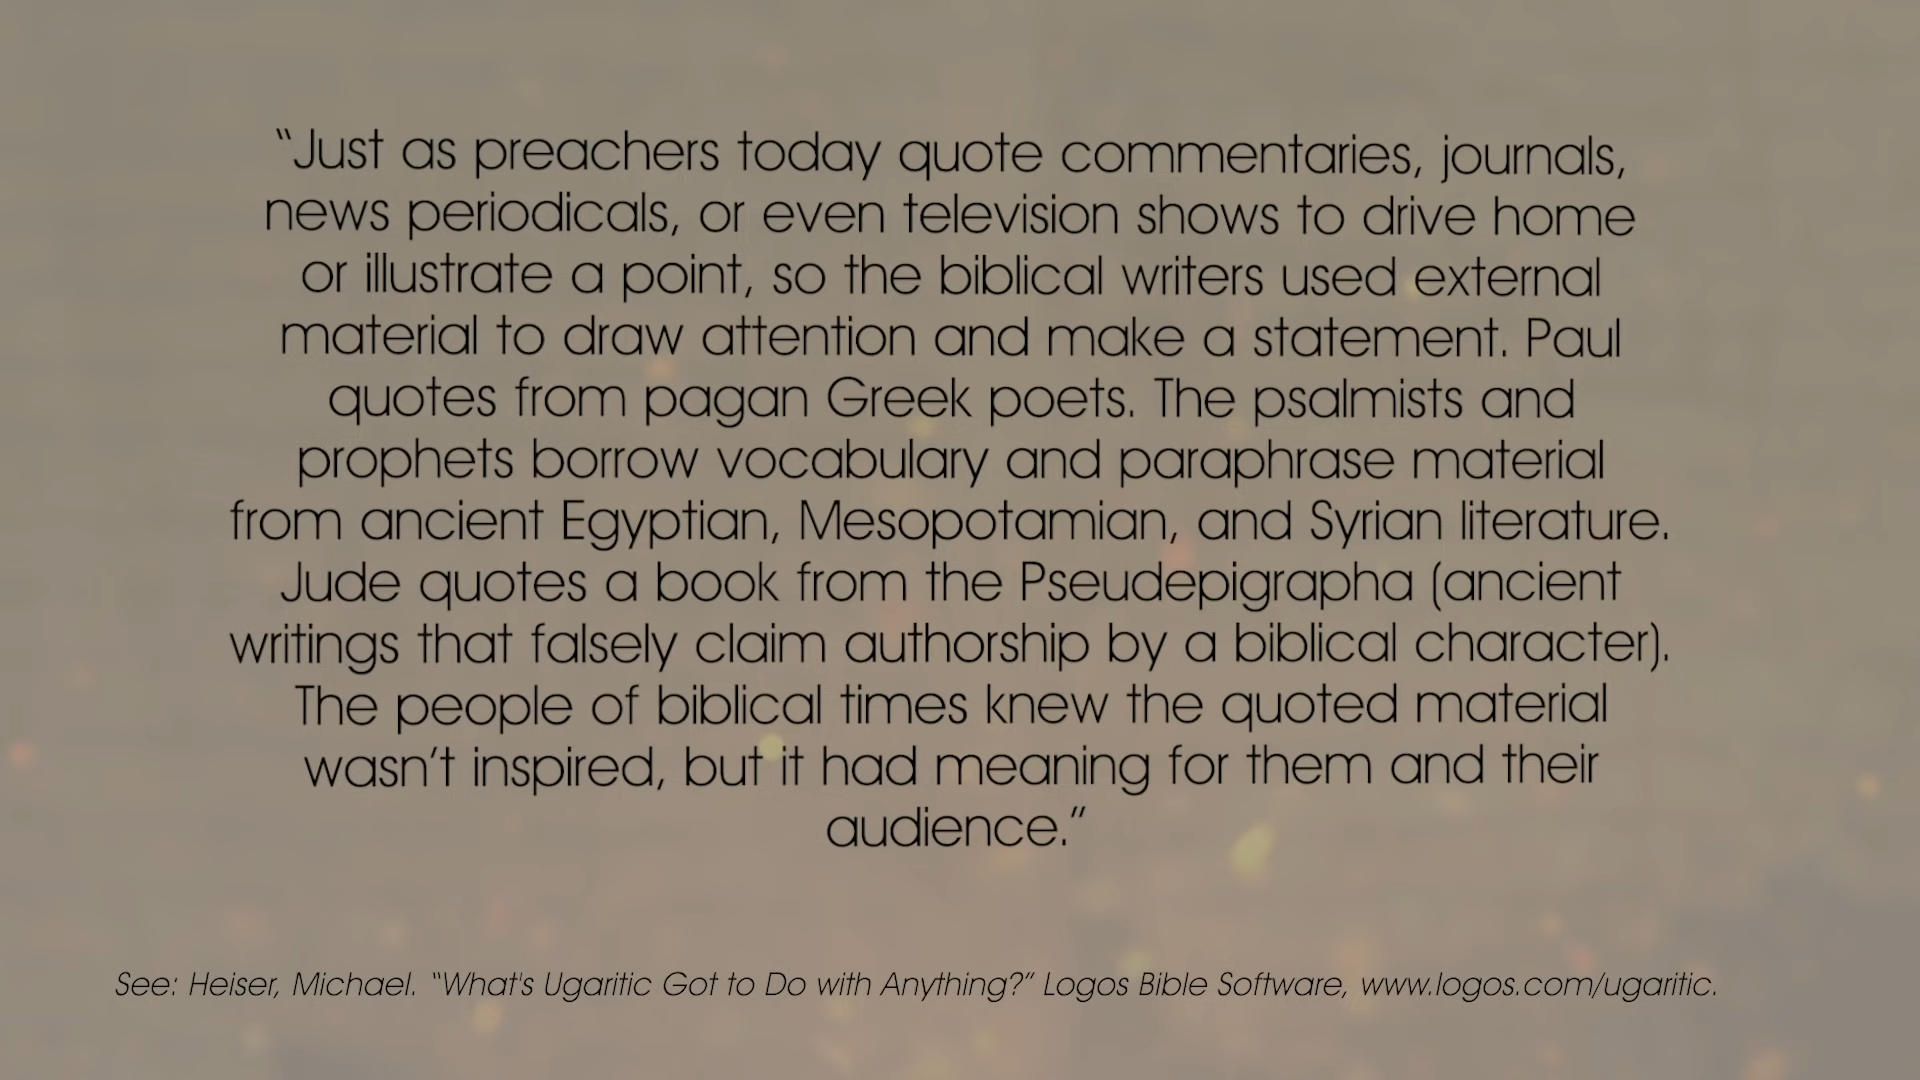 “Just as preachers today quote commentaries, journals,
news periodicals, or even television shows to drive home
or illustrate a point, so the biblical writers used external
material to draw attention and make a statement. Paul
quotes from pagan Greek poets. The psalmists and
prophets borrow vocabulary and paraphrase material
from ancient Egyptian, Mesopotamian, and Syrian literature.
Jude quotes a book from the Pseudepigrapha (ancient
writings that falsely claim authorship by a biblical character).
The people of biblical times knew the quoted material
wasn’t inspired, but it had meaning for them and their
audience.”
See: Heiser, Michael. “What's Ugaritic Got to Do with Anything?” Logos Bible Software, www.logos.com/ugaritic.